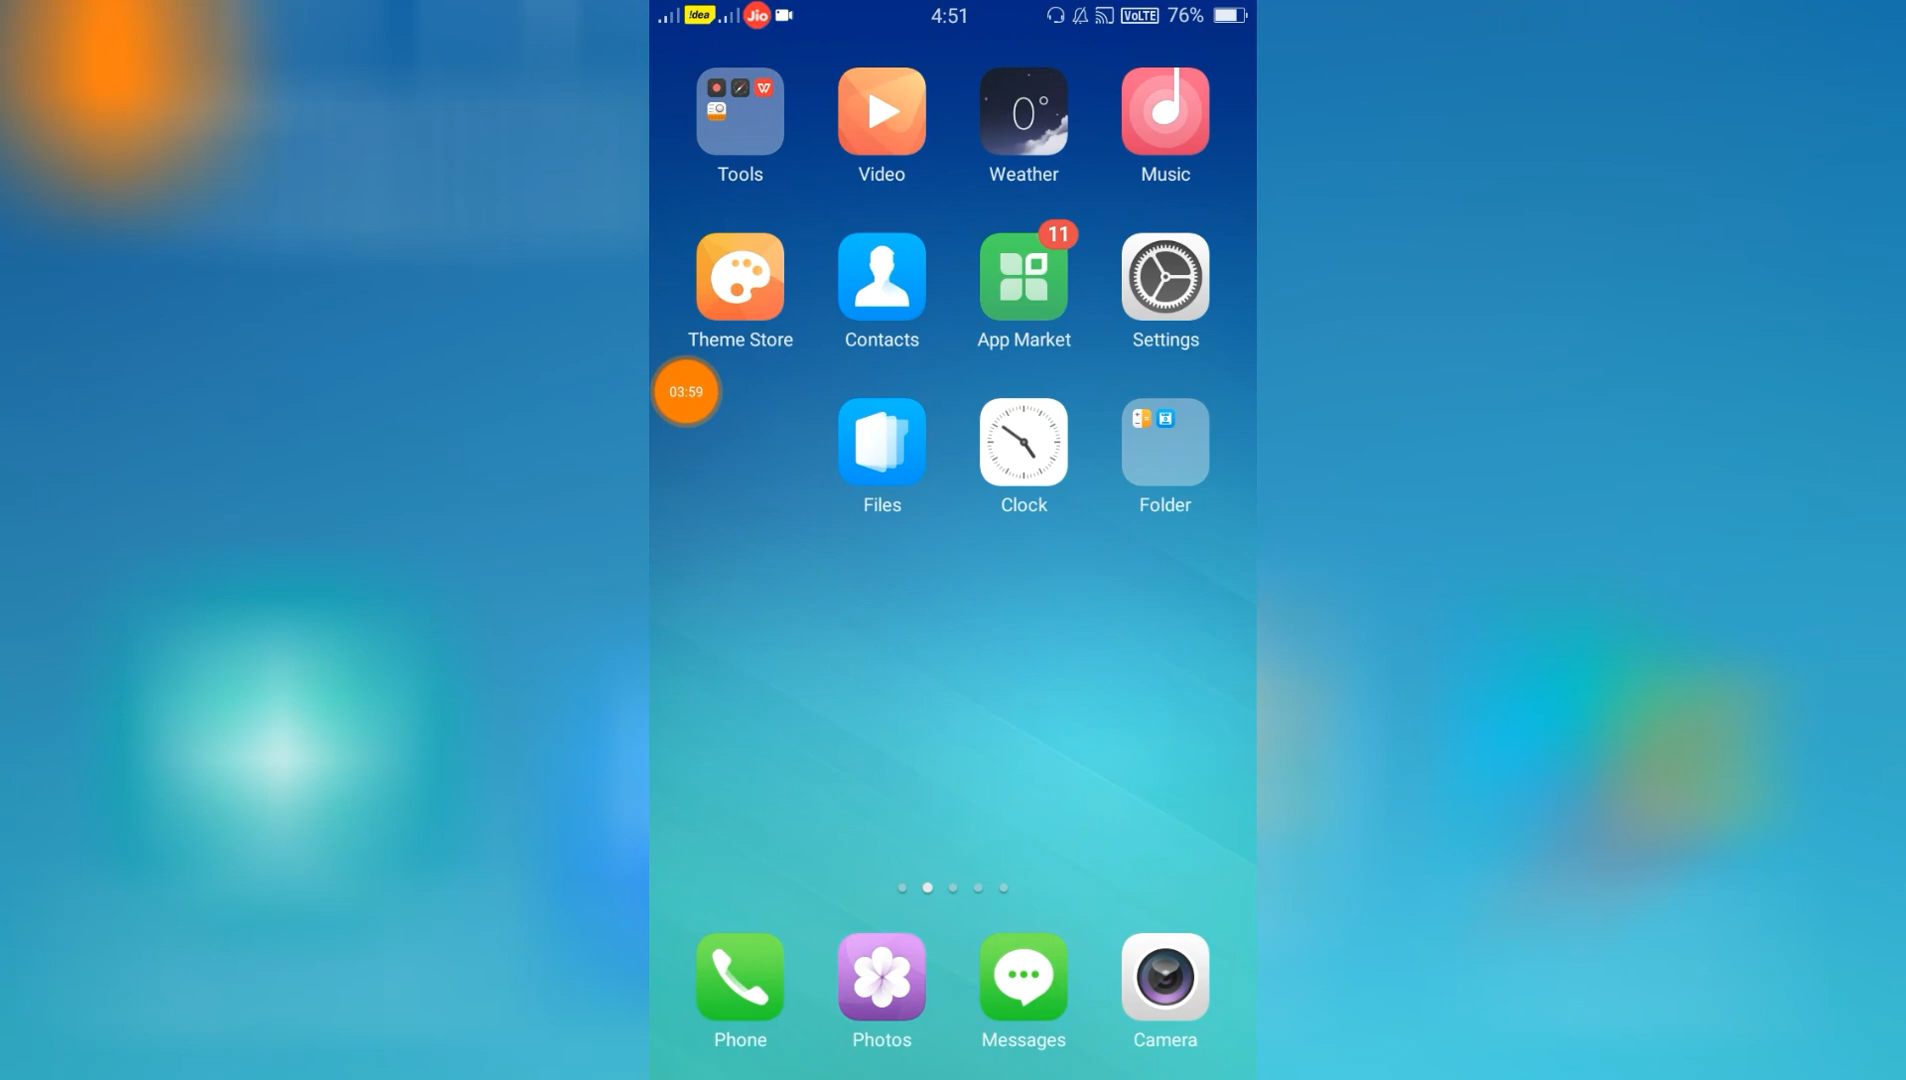 !dea Jio 4:51 VoLTE 76%
0°
Tools Video Weather Music
11
Theme Store Contacts App Market Settings
03:59
Files Clock Folder
Phone Photos Messages Camera